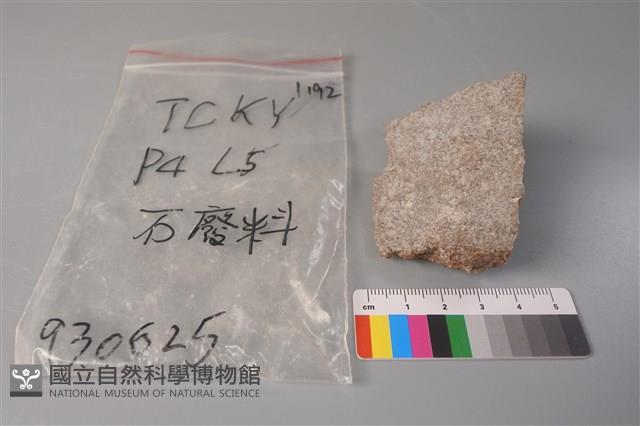 TCKY 1192
P4 L5
石廢料
930625
cm 1 2 3 4 5
國立自然科學博物館
NATIONAL MUSEUM OF NATURAL SCIENCE